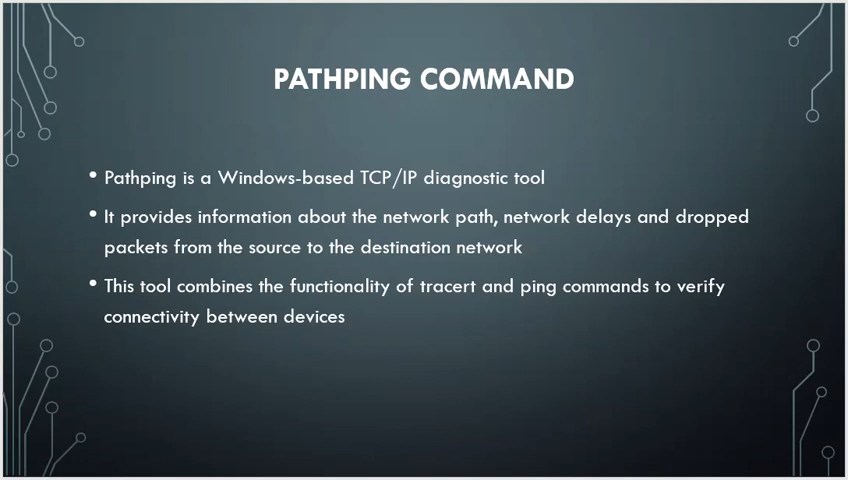 PATHPING COMMAND
• Pathping is a Windows-based TCP/IP diagnostic tool
• It provides information about the network path, network delays and dropped
packets from the source to the destination network
• This tool combines the functionality of tracert and ping commands to verify
connectivity between devices